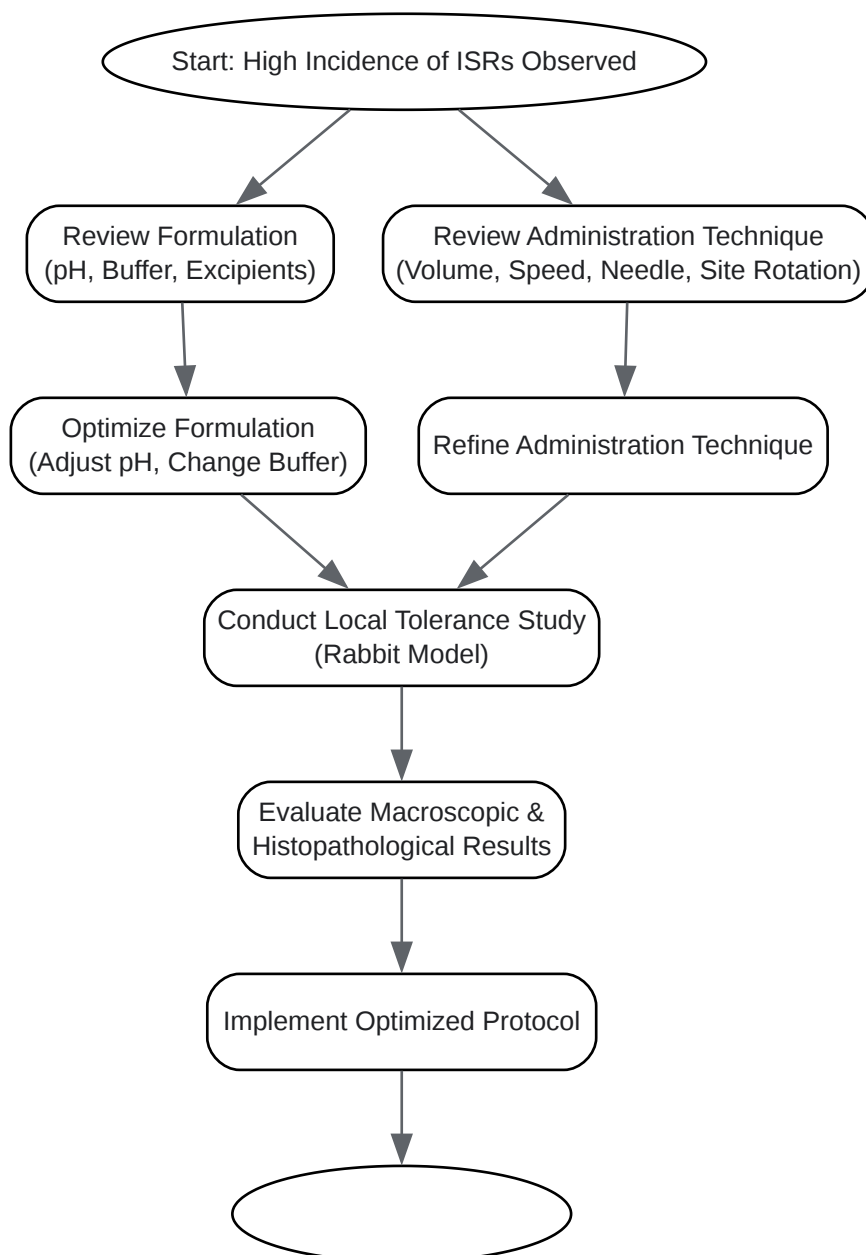 Start: High Incidence of ISRs Observed
Review Formulation
(pH, Buffer, Excipients)
Review Administration Technique
(Volume, Speed, Needle, Site Rotation)
Optimize Formulation
(Adjust pH, Change Buffer)
Refine Administration Technique
Conduct Local Tolerance Study
(Rabbit Model)
Evaluate Macroscopic &
Histopathological Results
Implement Optimized Protocol